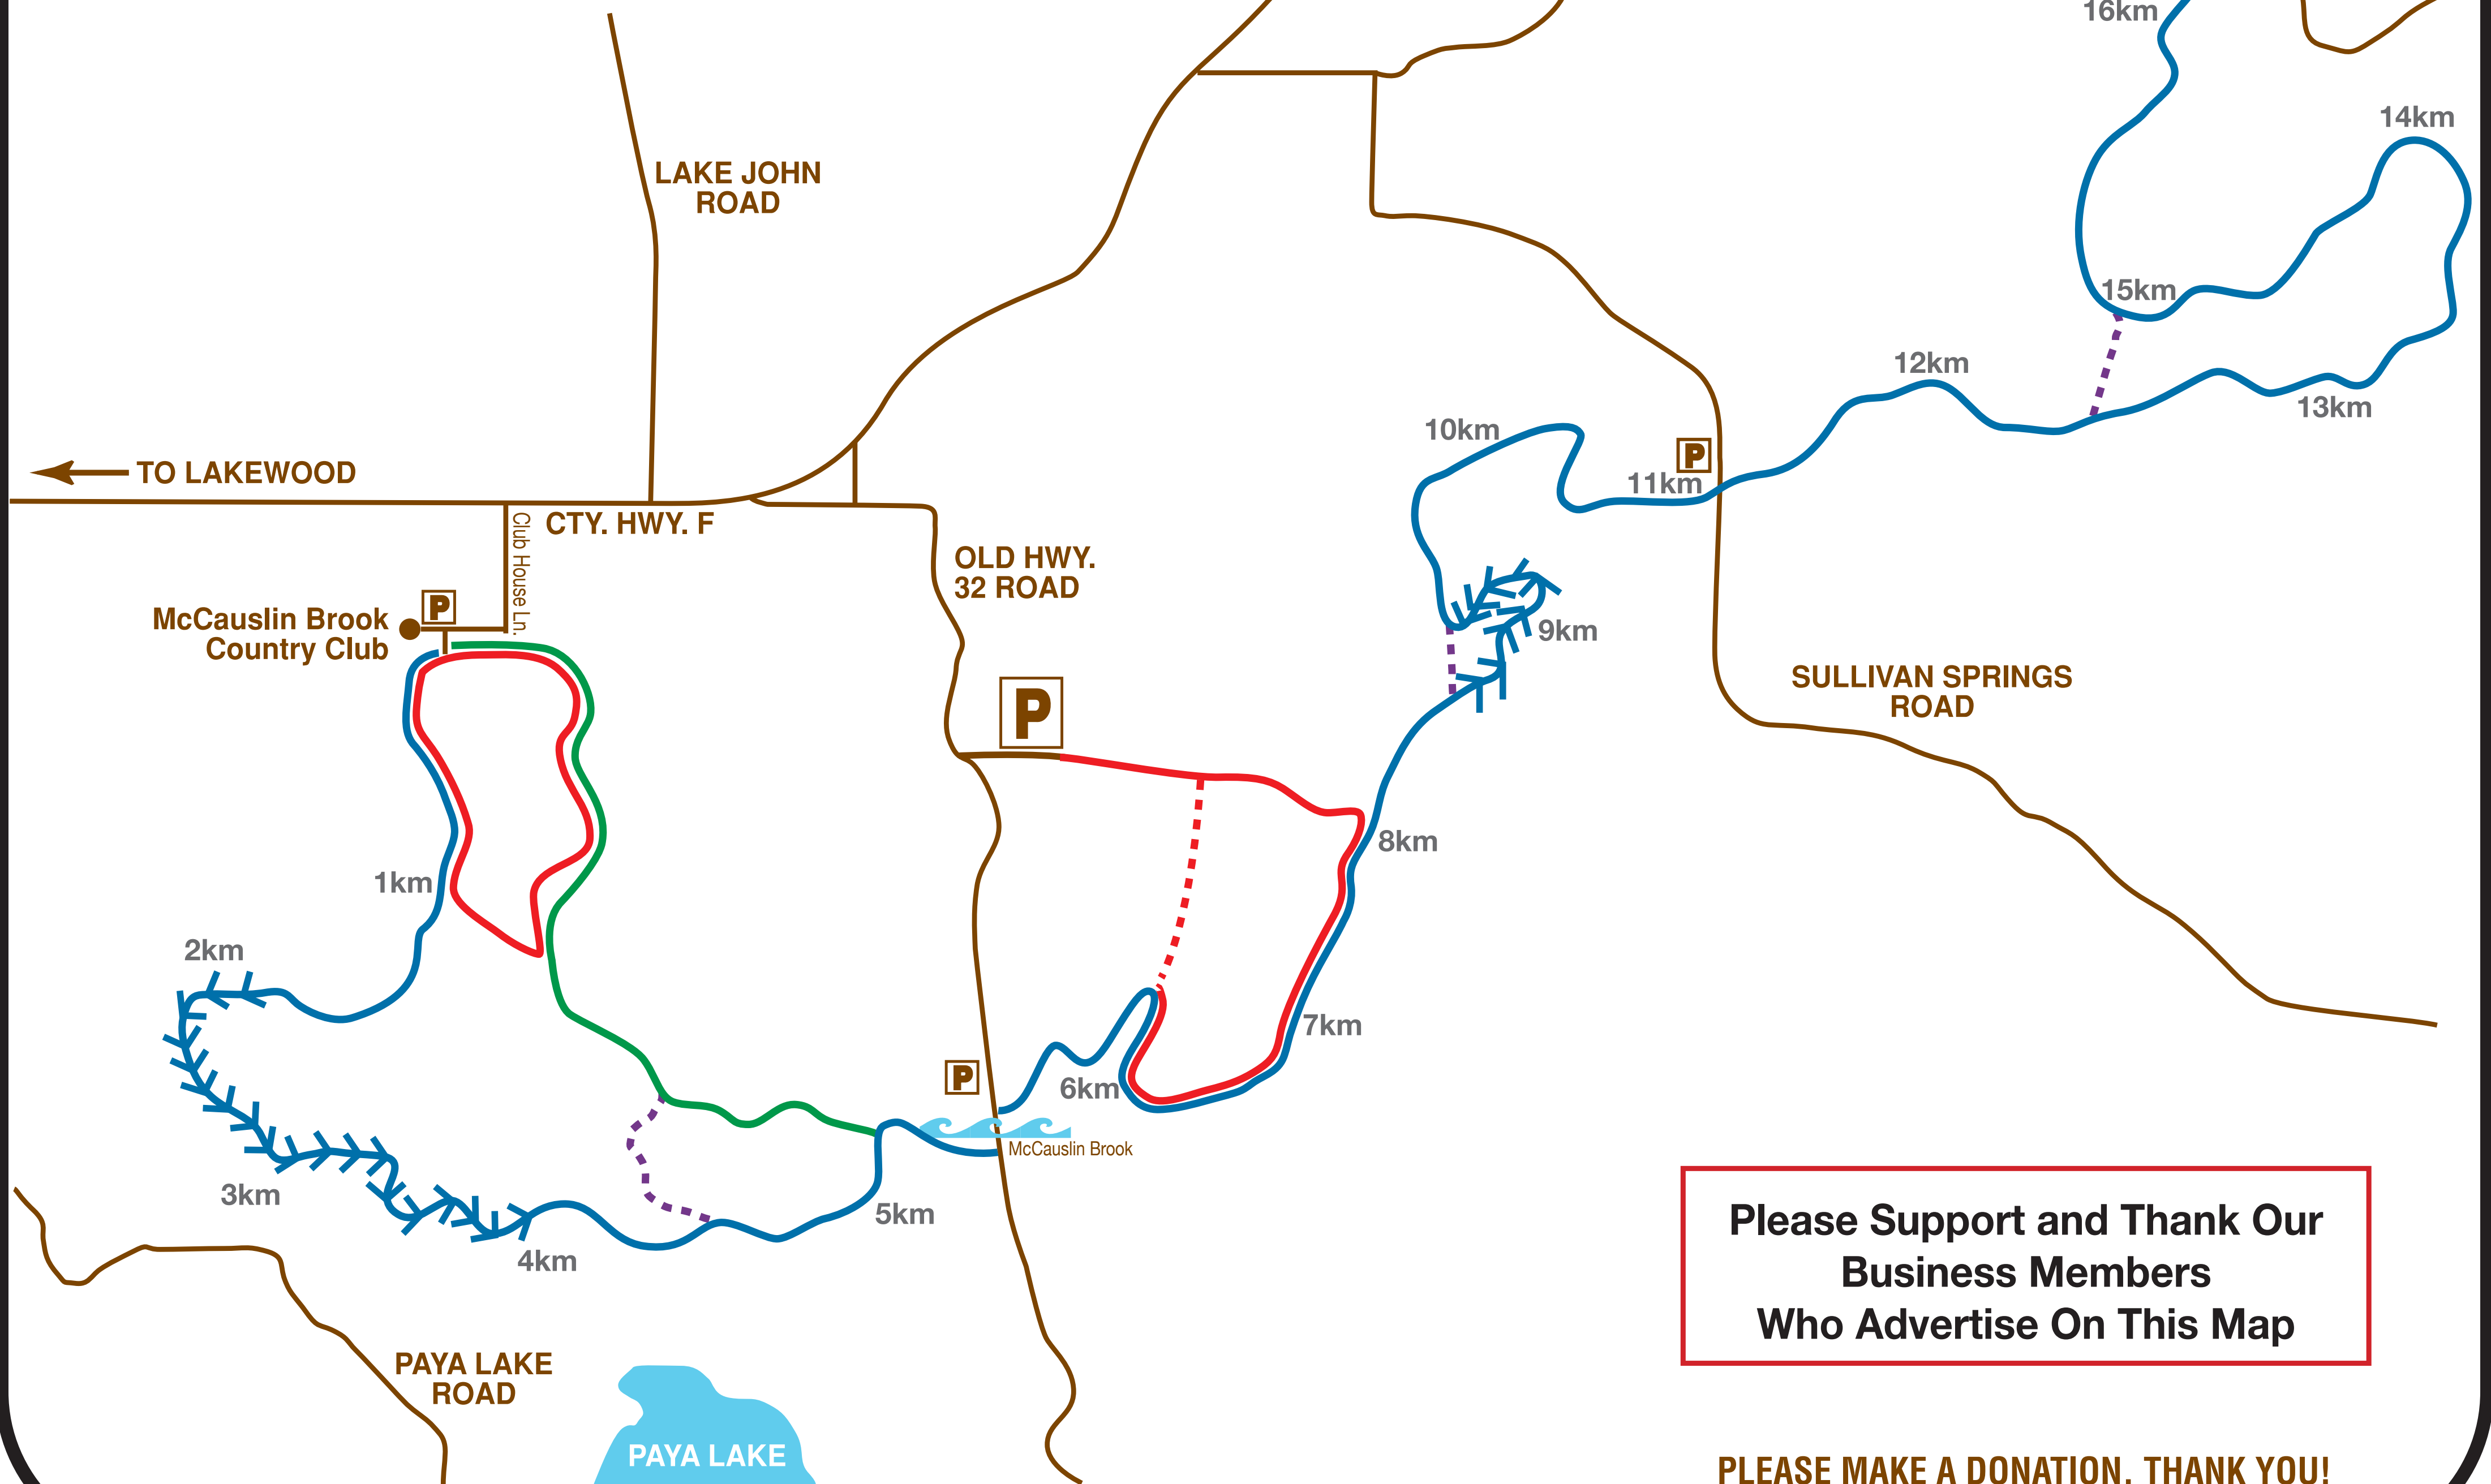 16km
14km
LAKE JOHN
ROAD
15km
12km
13km
10km
P
11km
TO LAKEWOOD
CTY. HWY. F
Club House Ln.
OLD HWY.
32 ROAD
P
McCauslin Brook
Country Club
9km
SULLIVAN SPRINGS
ROAD
P
8km
1km
2km
7km
P
6km
McCauslin Brook
3km
5km
4km
Please Support and Thank Our
Business Members
Who Advertise On This Map
PAYA LAKE
ROAD
PAYA LAKE
PLEASE MAKE A DONATION. THANK YOU!